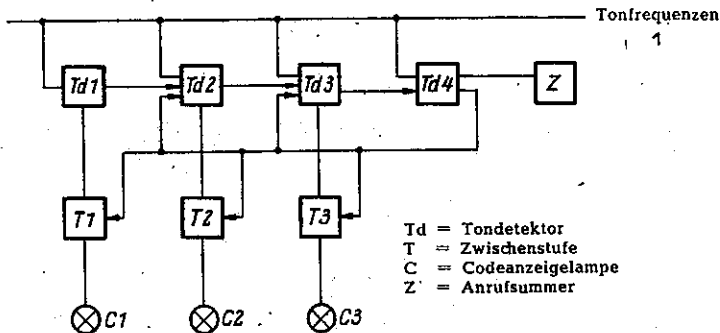 Tonfrequenzen
1
Td1 Td2 Td3 Td4 Z
T1 T2 T3
Td = Tondetektor
T = Zwischenstufe
C = Codeanzeigelampe
Z = Anrufsummer
C1 C2 C3